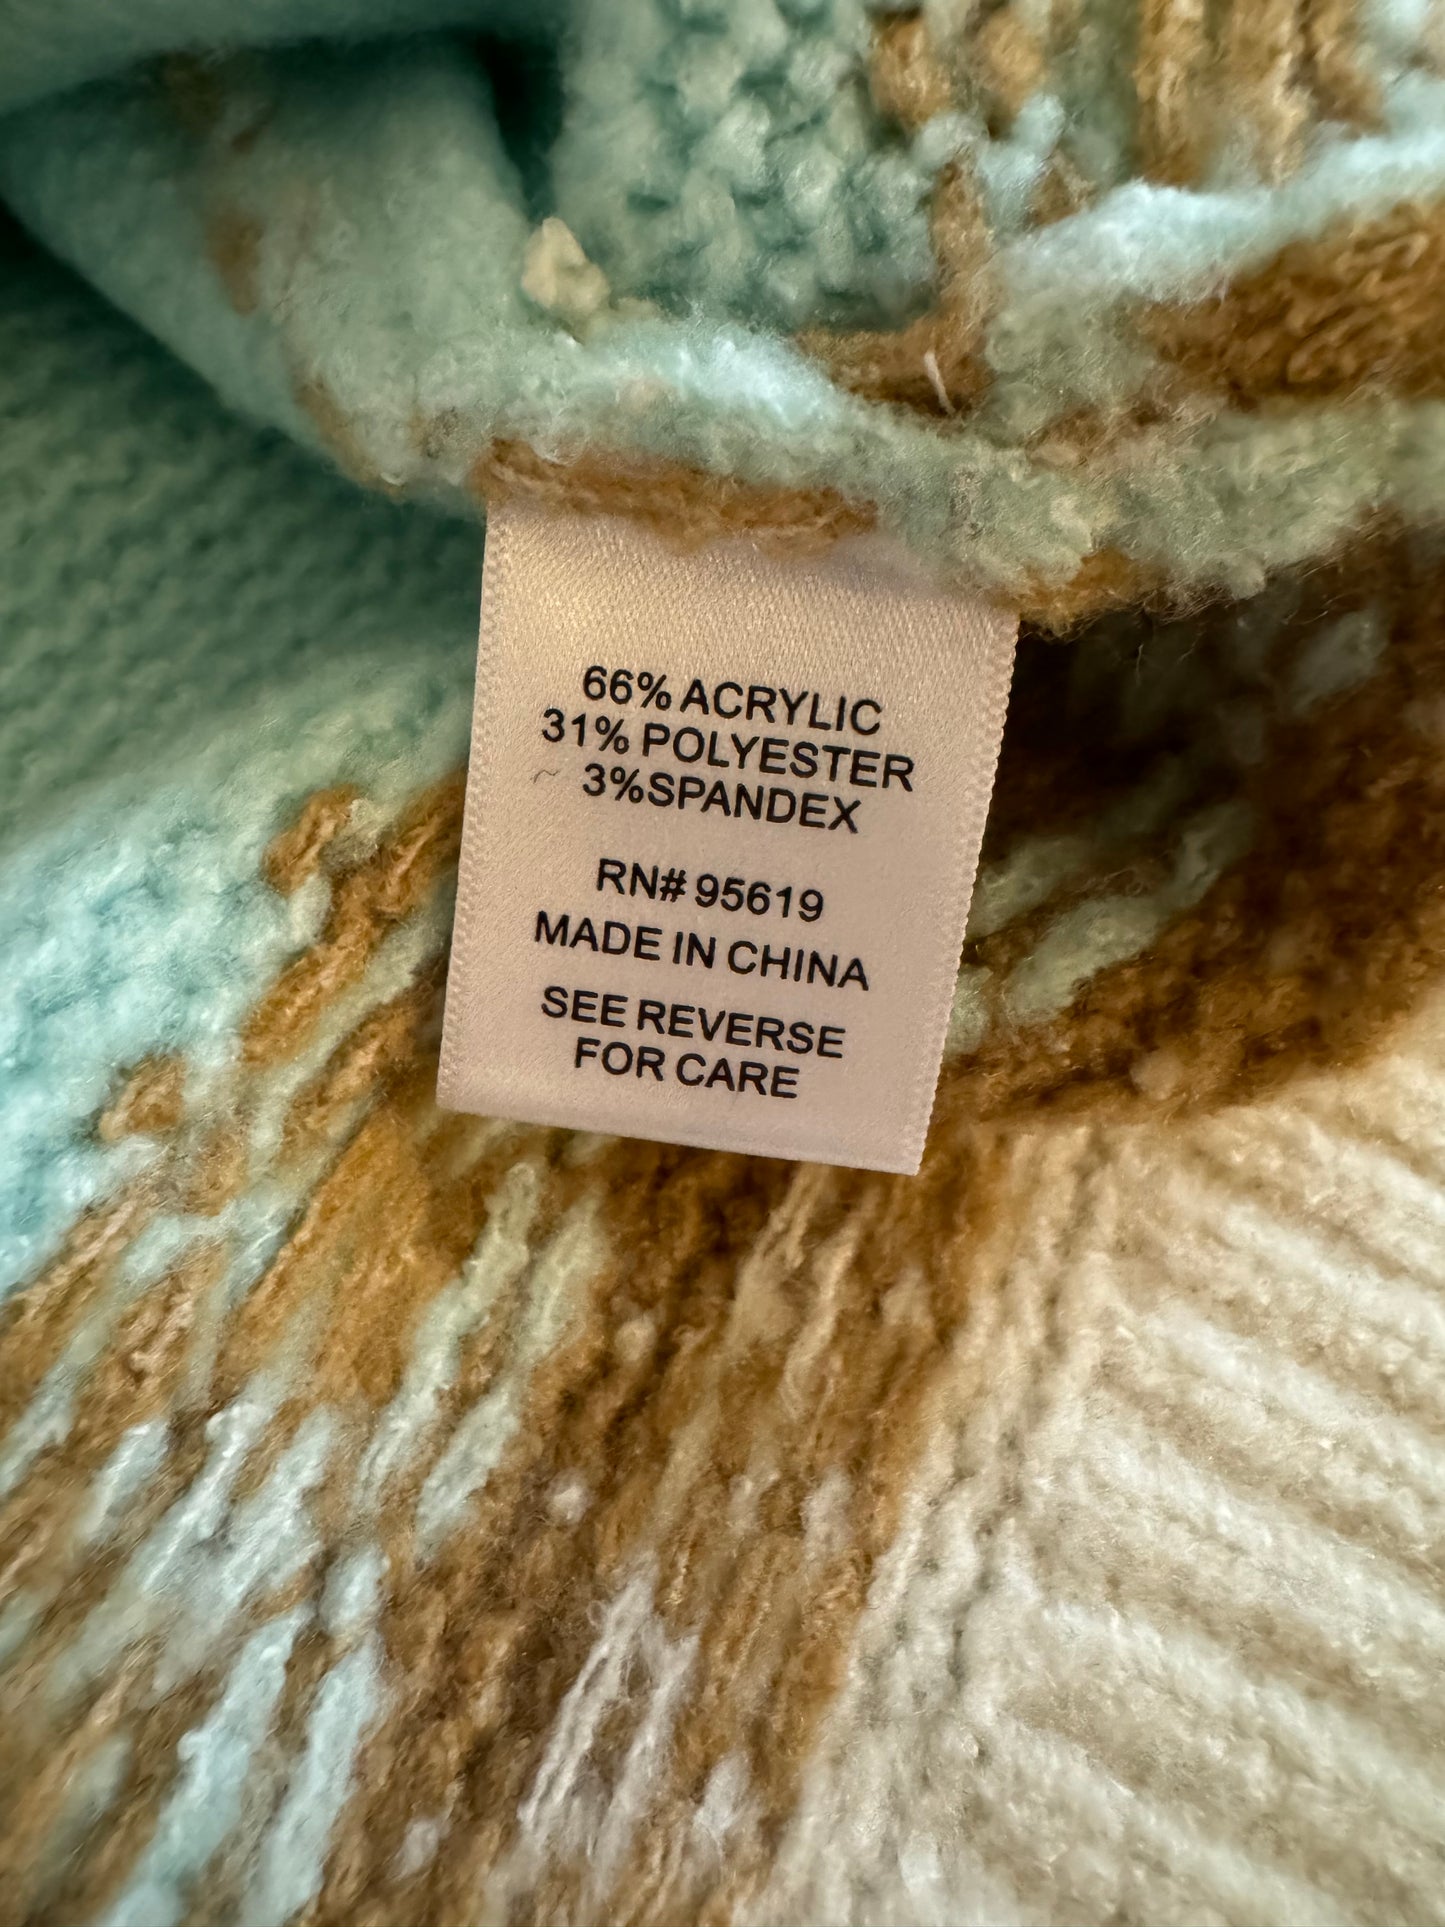 66% ACRYLIC
31% POLYESTER
3%SPANDEX
RN# 95619
MADE IN CHINA
SEE REVERSE
FOR CARE